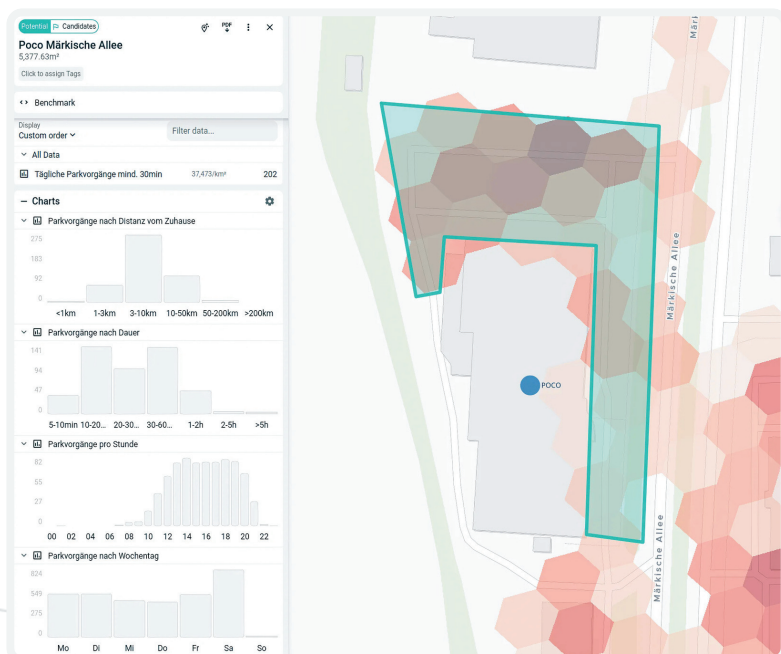 Potential Candidates
PDF
Poco Märkische Allee
5,377.63m²
Click to assign Tags
Benchmark
Display
Custom order
Filter data...
All Data
Tägliche Parkvorgänge mind. 30min 37,473/km² 202
Charts
Parkvorgänge nach Distanz vom Zuhause
275
183
92
0
<1km 1-3km 3-10km 10-50km 50-200km >200km
Parkvorgänge nach Dauer
141
94
47
0
5-10min 10-20... 20-30... 30-60... 1-2h 2-5h >5h
Parkvorgänge pro Stunde
82
55
27
0
00 02 04 06 08 10 12 14 16 18 20 22
Parkvorgänge nach Wochentag
824
549
275
0
Mo Di Mi Do Fr Sa So
Märkische Allee
POCO
Märkische Allee